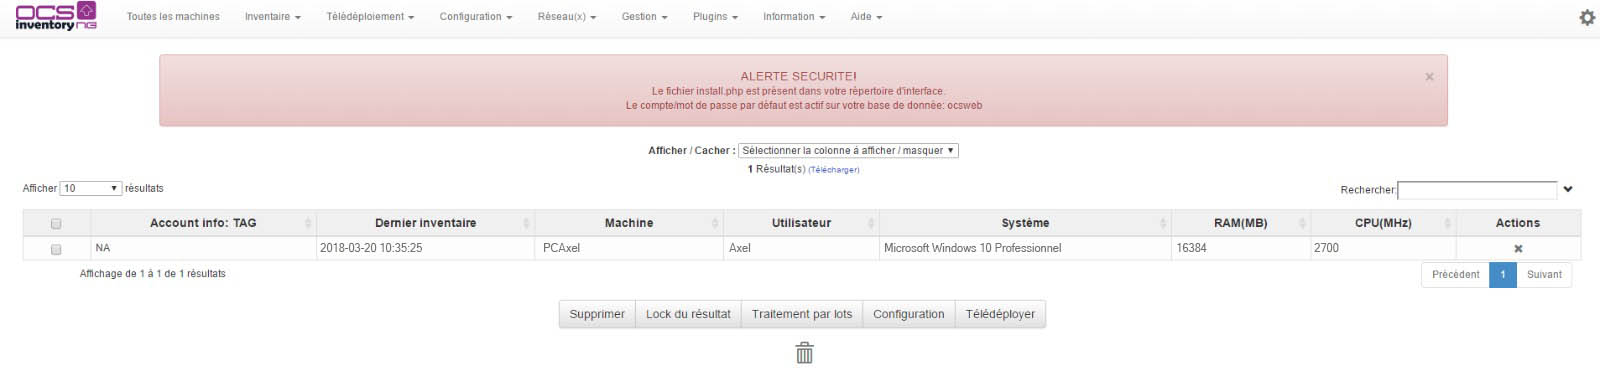 OCS inventory NG
Toutes les machines Inventaire Télédéploiement Configuration Réseau(x) Gestion Plugins Information Aide
ALERTE SECURITE!
Le fichier install.php est présent dans votre répertoire d'interface.
Le compte/mot de passe par défaut est actif sur votre base de donnée: ocsweb
×
Afficher / Cacher : Sélectionner la colonne à afficher / masquer
1 Résultat(s) (Télécharger)
Afficher 10 résultats
Rechercher:
Account info: TAG Dernier inventaire Machine Utilisateur Système RAM(MB) CPU(MHz) Actions
NA 2018-03-20 10:35:25 PCAxel Axel Microsoft Windows 10 Professionnel 16384 2700
Affichage de 1 à 1 de 1 résultats
Précédent 1 Suivant
Supprimer Lock du résultat Traitement par lots Configuration Télédéployer